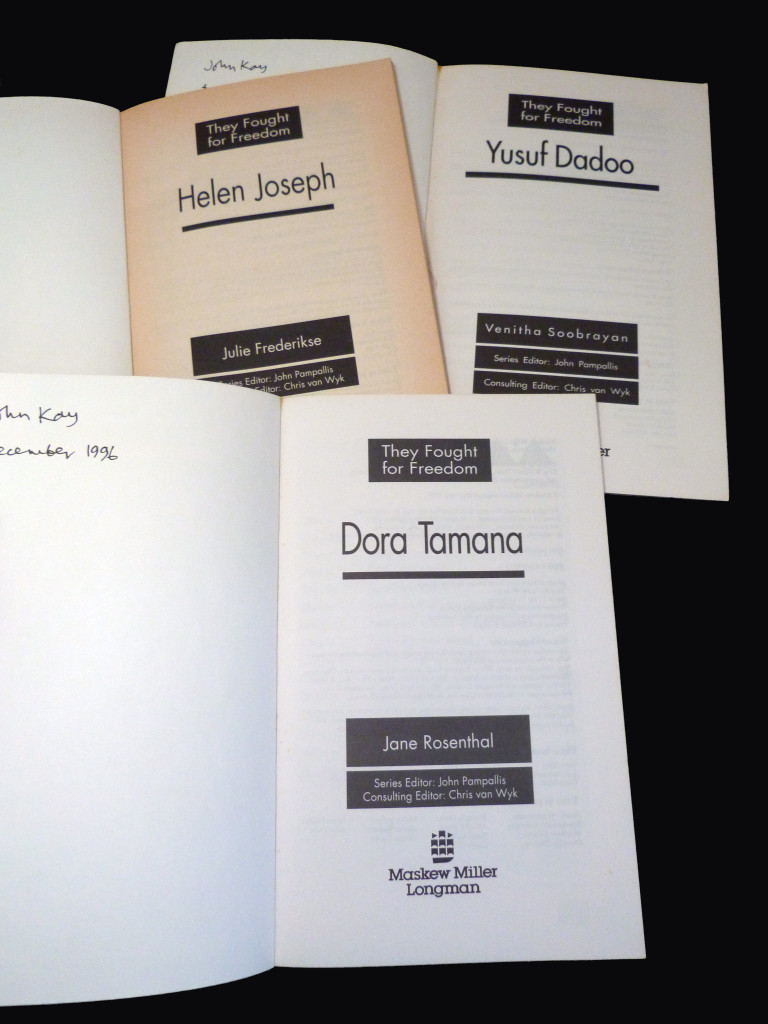 John Kay
They Fought
for Freedom
Yusuf Dadoo
Venitha Soobrayan
Series Editor: John Pampallis
Consulting Editor: Chris van Wyk
er
They Fought
for Freedom
Helen Joseph
Julie Frederikse
Series Editor: John Pampallis
Editor: Chris van Wyk
ohn Kay
ecember 1996
They Fought
for Freedom
Dora Tamana
Jane Rosenthal
Series Editor: John Pampallis
Consulting Editor: Chris van Wyk
Maskew Miller
Longman